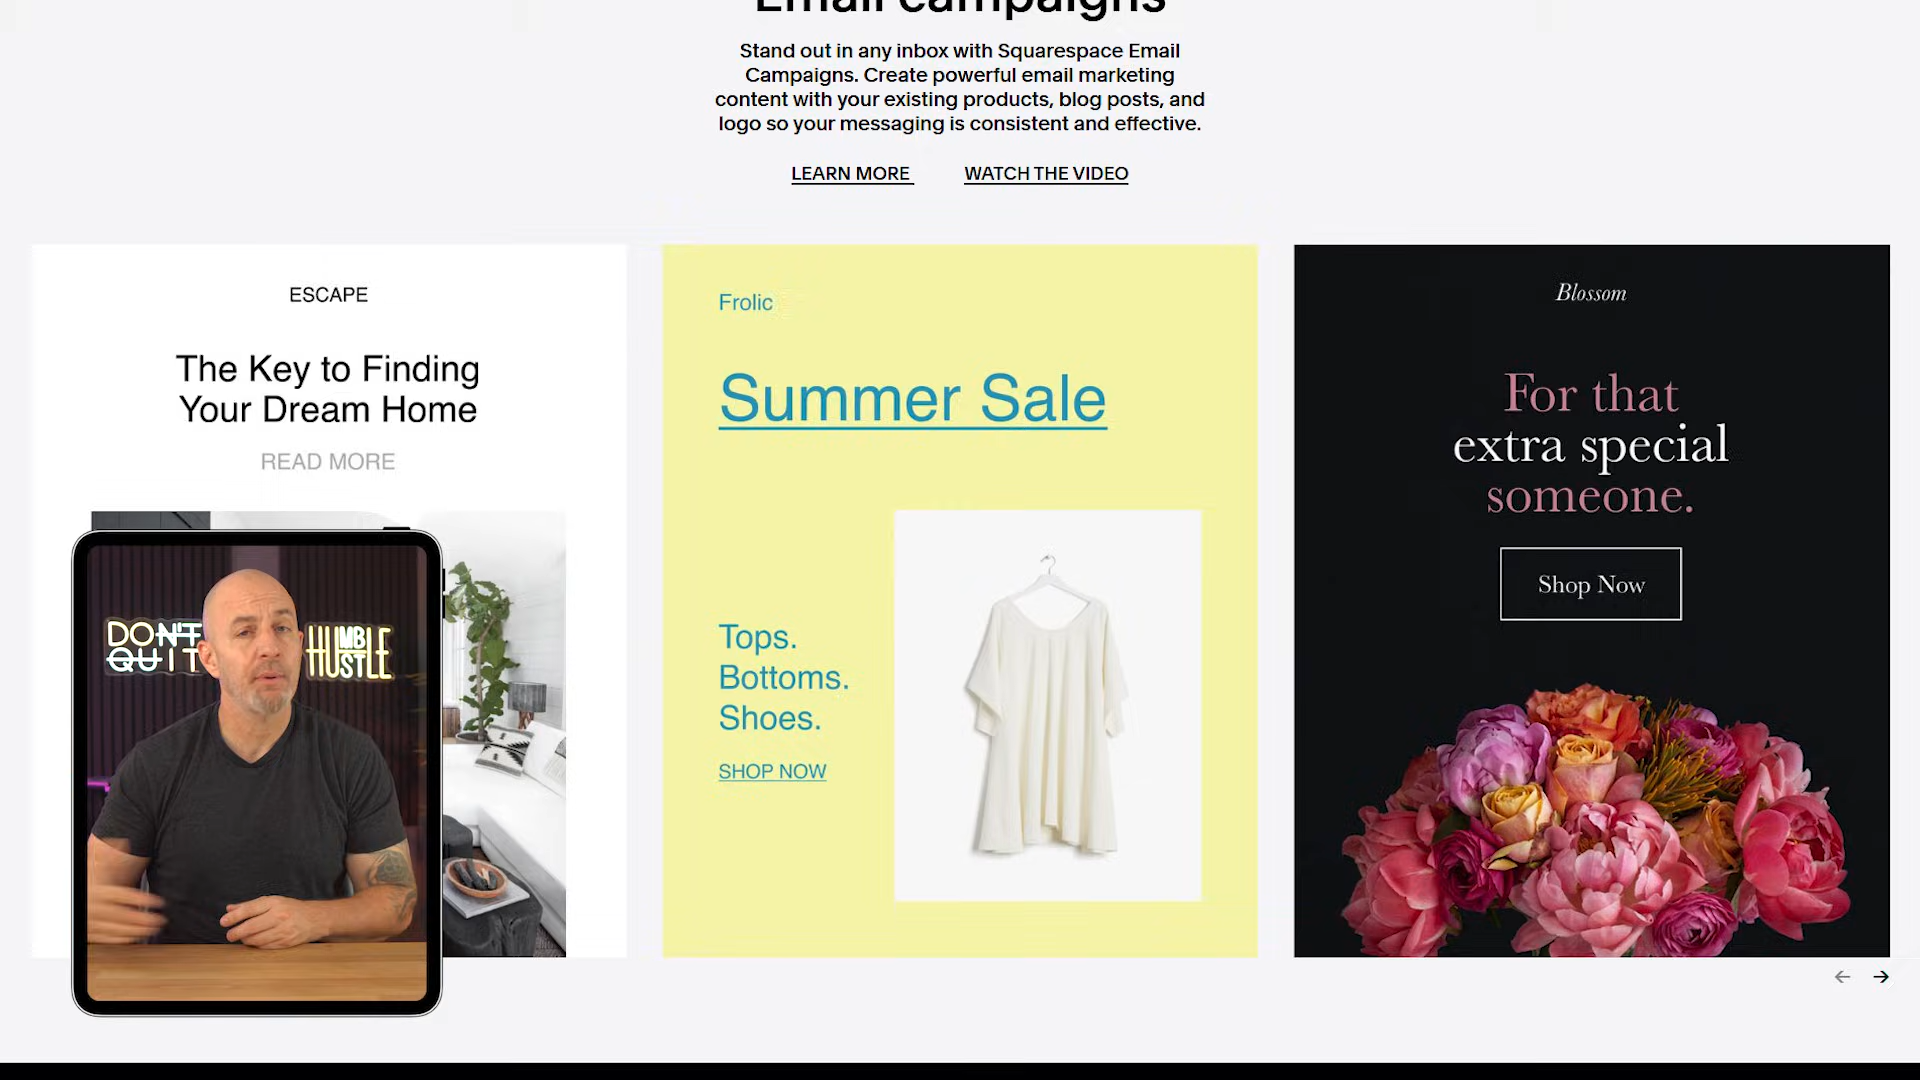 Email campaigns
Stand out in any inbox with Squarespace Email
Campaigns. Create powerful email marketing
content with your existing products, blog posts, and
logo so your messaging is consistent and effective.
LEARN MORE
WATCH THE VIDEO
ESCAPE
The Key to Finding
Your Dream Home
READ MORE
DON'T
QUIT
HUMBLE
HUSTLE
Frolic
Summer Sale
Tops.
Bottoms.
Shoes.
SHOP NOW
Blossom
For that
extra special
someone.
Shop Now